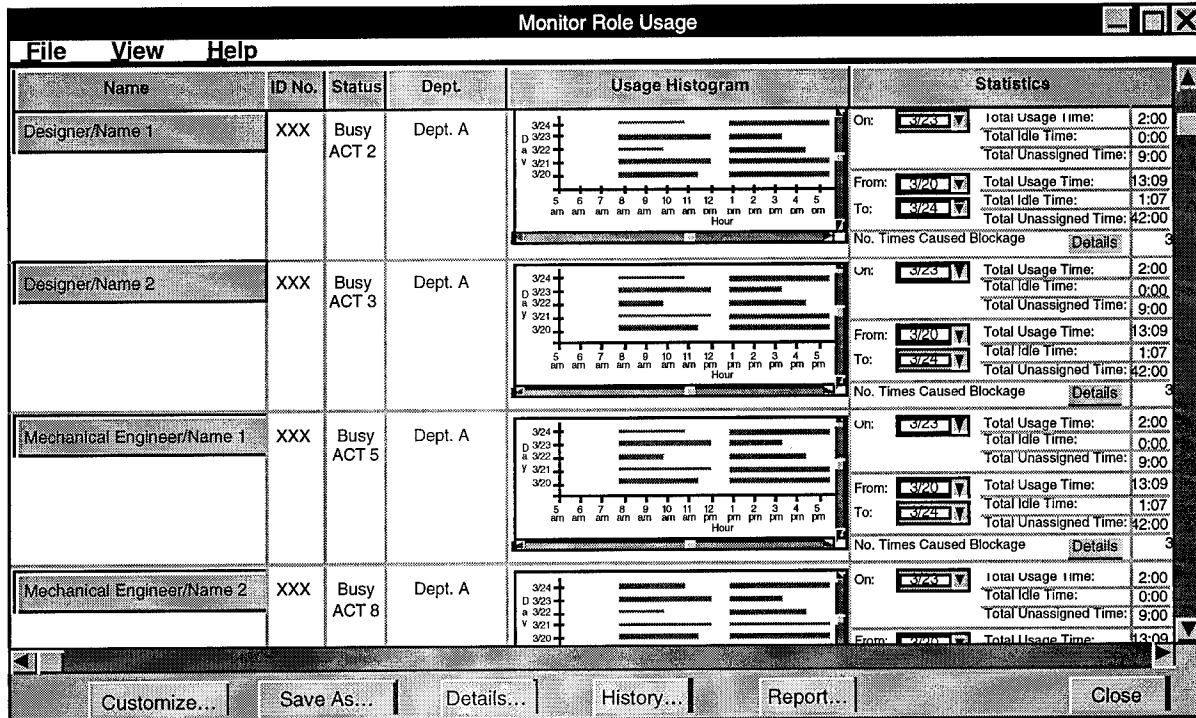 Monitor Role Usage
File View Help
Name ID No. Status Dept. Usage Histogram Statistics
Designer/Name 1 XXX Busy ACT 2 Dept. A
3/24
D 3/23
a 3/22
y 3/21
3/20
5 6 7 8 9 10 11 12 1 2 3 4 5
am am am am am am am pm pm pm pm pm pm
Hour
On: 3/23 Total Usage Time: 2:00
Total Idle Time: 0:00
Total Unassigned Time: 9:00
From: 3/20 Total Usage Time: 13:09
To: 3/24 Total Idle Time: 1:07
Total Unassigned Time: 42:00
No. Times Caused Blockage Details 3
Designer/Name 2 XXX Busy ACT 3 Dept. A
3/24
D 3/23
a 3/22
y 3/21
3/20
5 6 7 8 9 10 11 12 1 2 3 4 5
am am am am am am am pm pm pm pm pm pm
Hour
On: 3/23 Total Usage Time: 2:00
Total Idle Time: 0:00
Total Unassigned Time: 9:00
From: 3/20 Total Usage Time: 13:09
To: 3/24 Total Idle Time: 1:07
Total Unassigned Time: 42:00
No. Times Caused Blockage Details 3
Mechanical Engineer/Name 1 XXX Busy ACT 5 Dept. A
3/24
D 3/23
a 3/22
y 3/21
3/20
5 6 7 8 9 10 11 12 1 2 3 4 5
am am am am am am am pm pm pm pm pm pm
Hour
On: 3/23 Total Usage Time: 2:00
Total Idle Time: 0:00
Total Unassigned Time: 9:00
From: 3/20 Total Usage Time: 13:09
To: 3/24 Total Idle Time: 1:07
Total Unassigned Time: 42:00
No. Times Caused Blockage Details 3
Mechanical Engineer/Name 2 XXX Busy ACT 8 Dept. A
3/24
D 3/23
a 3/22
y 3/21
3/20
On: 3/23 Total Usage Time: 2:00
Total Idle Time: 0:00
Total Unassigned Time: 9:00
From: 3/20 Total Usage Time: 13:09
Customize... Save As... Details... History... Report... Close